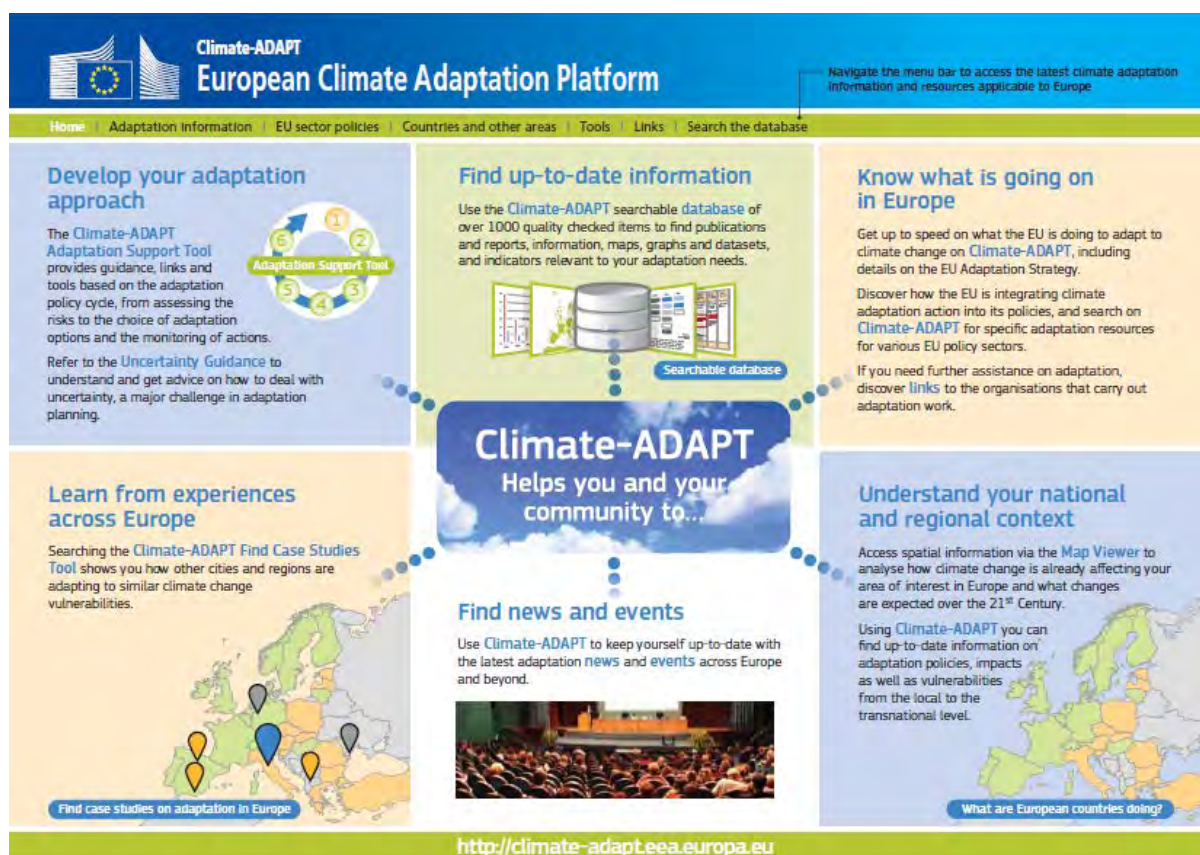 Climate-ADAPT
European Climate Adaptation Platform
Navigate the menu bar to access the latest climate adaptation
information and resources applicable to Europe
Home | Adaptation information | EU sector policies | Countries and other areas | Tools | Links | Search the database
Develop your adaptation
approach
The Climate-ADAPT
Adaptation Support Tool
provides guidance, links and
tools based on the adaptation
policy cycle, from assessing the
risks to the choice of adaptation
options and the monitoring of actions.
Refer to the Uncertainty Guidance to
understand and get advice on how to deal with
uncertainty, a major challenge in adaptation
planning.
1
2
3
4
5
6
Adaptation Support Tool
Find up-to-date information
Use the Climate-ADAPT searchable database of
over 1000 quality checked items to find publications
and reports, information, maps, graphs and datasets,
and indicators relevant to your adaptation needs.
Searchable database
Know what is going on
in Europe
Get up to speed on what the EU is doing to adapt to
climate change on Climate-ADAPT, including
details on the EU Adaptation Strategy.
Discover how the EU is integrating climate
adaptation action into its policies, and search on
Climate-ADAPT for specific adaptation resources
for various EU policy sectors.
If you need further assistance on adaptation,
discover links to the organisations that carry out
adaptation work.
Climate-ADAPT
Helps you and your
community to...
Learn from experiences
across Europe
Searching the Climate-ADAPT Find Case Studies
Tool shows you how other cities and regions are
adapting to similar climate change
vulnerabilities.
Find case studies on adaptation in Europe
Find news and events
Use Climate-ADAPT to keep yourself up-to-date with
the latest adaptation news and events across Europe
and beyond.
Understand your national
and regional context
Access spatial information via the Map Viewer to
analyse how climate change is already affecting your
area of interest in Europe and what changes
are expected over the 21st Century.
Using Climate-ADAPT you can
find up-to-date information on
adaptation policies, impacts
as well as vulnerabilities
from the local to the
transnational level.
What are European countries doing?
http://climate-adapt.eea.europa.eu